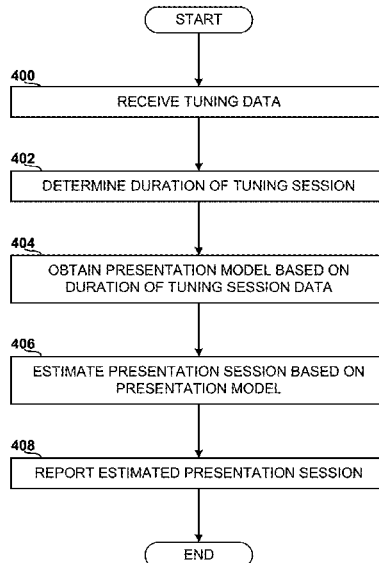 START
400
RECEIVE TUNING DATA
402
DETERMINE DURATION OF TUNING SESSION
404
OBTAIN PRESENTATION MODEL BASED ON
DURATION OF TUNING SESSION DATA
406
ESTIMATE PRESENTATION SESSION BASED ON
PRESENTATION MODEL
408
REPORT ESTIMATED PRESENTATION SESSION
END